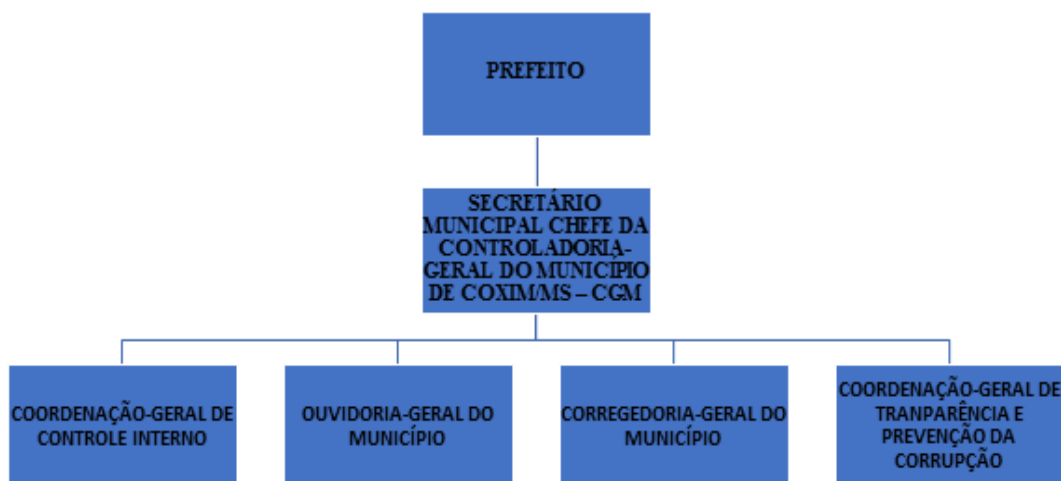 PREFEITO
SECRETÁRIO
MUNICIPAL CHEFE DA
CONTROLADORIA-
GERAL DO MUNICÍPIO
DE COXIM/MS – CGM
COORDENAÇÃO-GERAL DE
CONTROLE INTERNO
OUVIDORIA-GERAL DO
MUNICÍPIO
CORREGEDORIA-GERAL DO
MUNICÍPIO
COORDENAÇÃO-GERAL DE
TRANPARÊNCIA E
PREVENÇÃO DA
CORRUPÇÃO